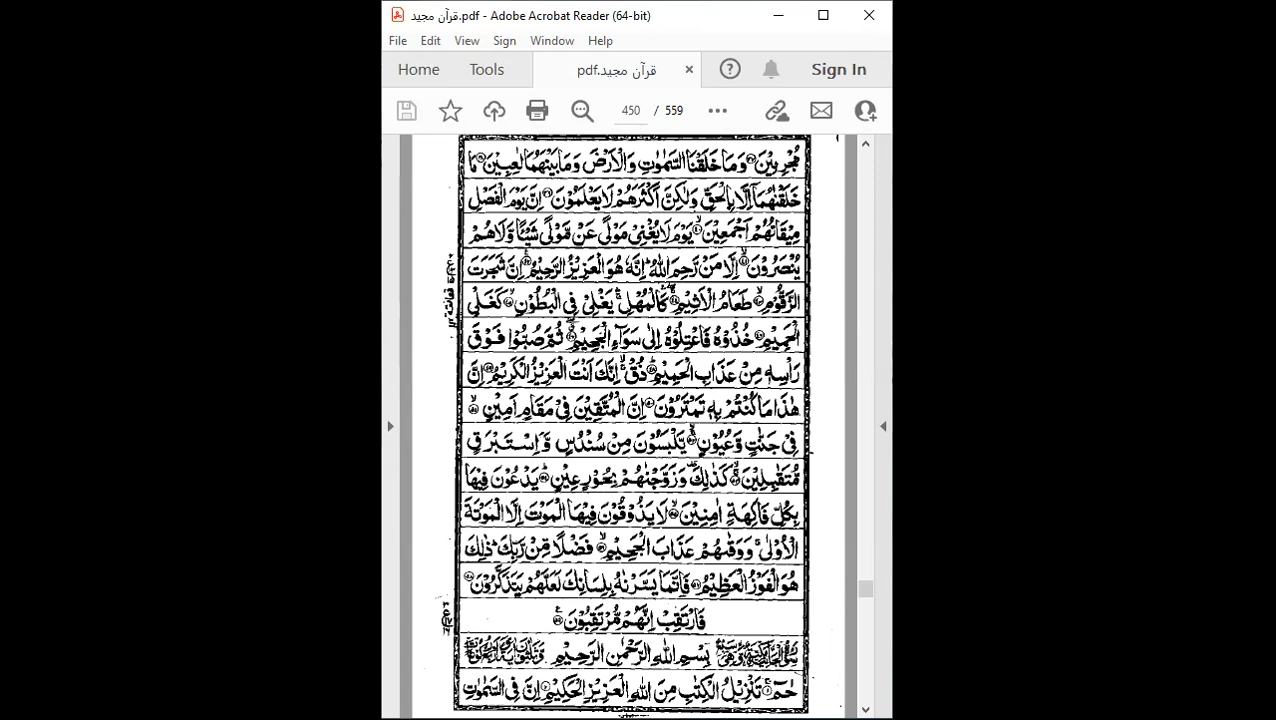 قرآن مجید.pdf - Adobe Acrobat Reader (64-bit)
File Edit View Sign Window Help
Home Tools قرآن مجید.pdf Sign In
450 / 559
مُجْرِمِيْنَ وَمَا خَلَقْنَا السَّمٰوٰتِ وَالْاَرْضَ وَمَا بَيْنَهُمَا لٰعِبِيْنَ مَا
خَلَقْنٰهُمَآ اِلَّا بِالْحَقِّ وَلٰكِنَّ اَكْثَرَهُمْ لَا يَعْلَمُوْنَ اِنَّ يَوْمَ الْفَصْلِ
مِيْقَاتُهُمْ اَجْمَعِيْنَ يَوْمَ لَا يُغْنِيْ مَوْلًى عَنْ مَّوْلًى شَيْئًا وَّلَا هُمْ
يُنْصَرُوْنَ اِلَّا مَنْ رَّحِمَ اللّٰهُ اِنَّهٗ هُوَ الْعَزِيْزُ الرَّحِيْمُ اِنَّ شَجَرَتَ
الزَّقُّوْمِ طَعَامُ الْاَثِيْمِ كَالْمُهْلِ يَغْلِيْ فِي الْبُطُوْنِ كَغَلْيِ
الْحَمِيْمِ خُذُوْهُ فَاعْتِلُوْهُ اِلٰى سَوَآءِ الْجَحِيْمِ ثُمَّ صُبُّوْا فَوْقَ
رَاْسِهٖ مِنْ عَذَابِ الْحَمِيْمِ ذُقْ اِنَّكَ اَنْتَ الْعَزِيْزُ الْكَرِيْمُ اِنَّ
هٰذَا مَا كُنْتُمْ بِهٖ تَمْتَرُوْنَ اِنَّ الْمُتَّقِيْنَ فِيْ مَقَامٍ اَمِيْنٍ
فِيْ جَنّٰتٍ وَّعُيُوْنٍ يَّلْبَسُوْنَ مِنْ سُنْدُسٍ وَّاِسْتَبْرَقٍ
مُّتَقٰبِلِيْنَ كَذٰلِكَ وَزَوَّجْنٰهُمْ بِحُوْرٍ عِيْنٍ يَدْعُوْنَ فِيْهَا
بِكُلِّ فَاكِهَةٍ اٰمِنِيْنَ لَا يَذُوْقُوْنَ فِيْهَا الْمَوْتَ اِلَّا الْمَوْتَةَ
الْاُوْلٰى وَوَقٰىهُمْ عَذَابَ الْجَحِيْمِ فَضْلًا مِّنْ رَّبِّكَ ذٰلِكَ
هُوَ الْفَوْزُ الْعَظِيْمُ فَاِنَّمَا يَسَّرْنٰهُ بِلِسَانِكَ لَعَلَّهُمْ يَتَذَكَّرُوْنَ
فَارْتَقِبْ اِنَّهُمْ مُّرْتَقِبُوْنَ
بِسْمِ اللّٰهِ الرَّحْمٰنِ الرَّحِيْمِ
حٰمٓ تَنْزِيْلُ الْكِتٰبِ مِنَ اللّٰهِ الْعَزِيْزِ الْحَكِيْمِ اِنَّ فِي السَّمٰوٰتِ